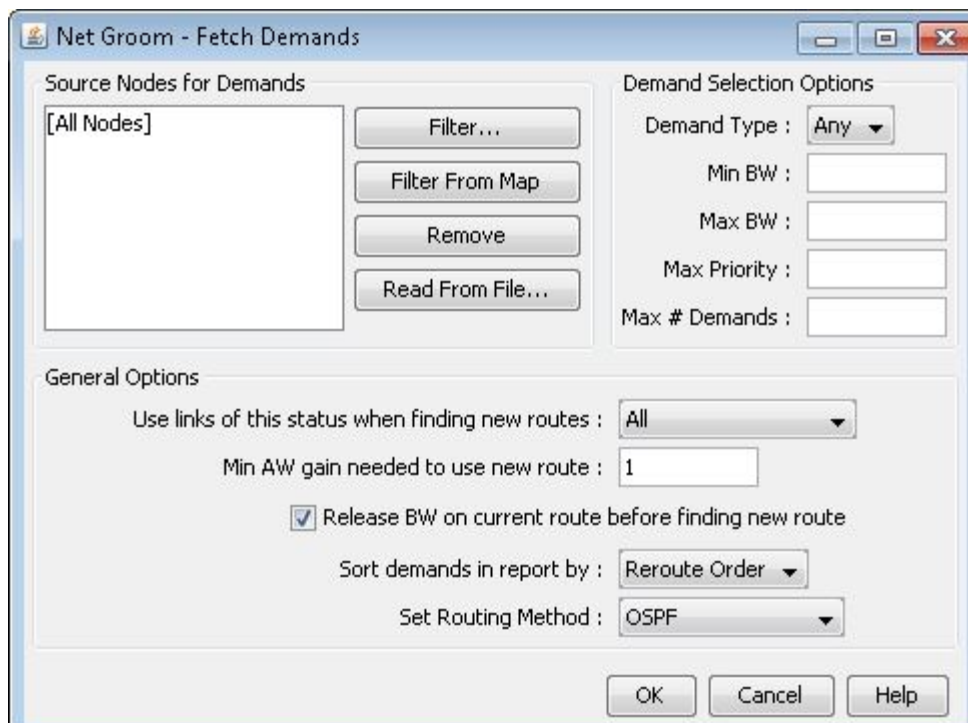 Net Groom - Fetch Demands
Source Nodes for Demands
[All Nodes]
Filter...
Filter From Map
Remove
Read From File...
Demand Selection Options
Demand Type : Any
Min BW :
Max BW :
Max Priority :
Max # Demands :
General Options
Use links of this status when finding new routes : All
Min AW gain needed to use new route : 1
Release BW on current route before finding new route
Sort demands in report by : Reroute Order
Set Routing Method : OSPF
OK Cancel Help